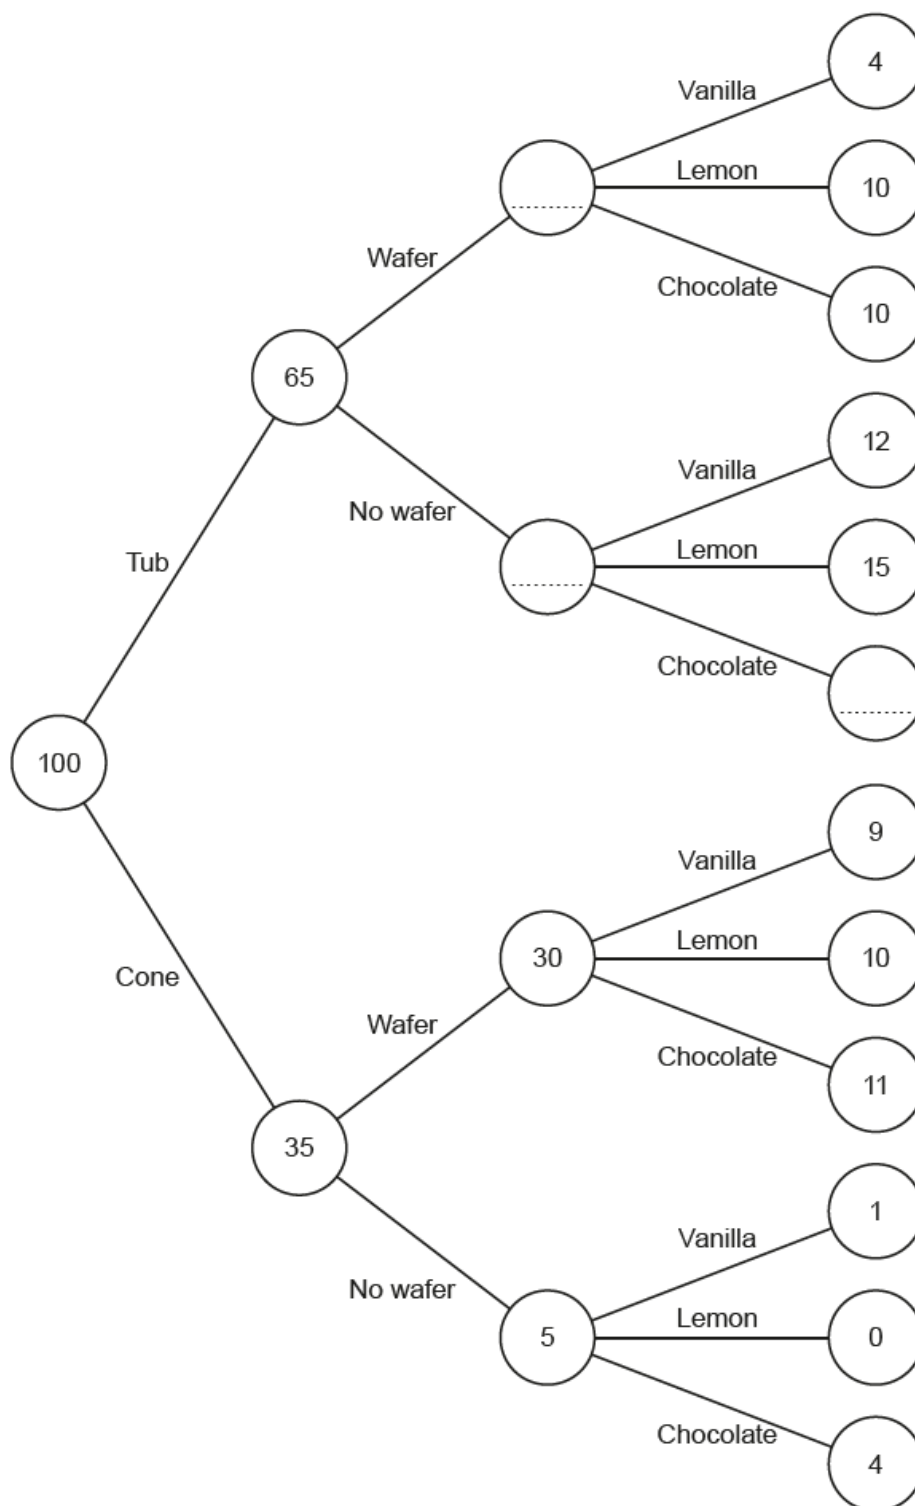 4
Vanilla
Lemon
10
Wafer
Chocolate
10
65
12
Vanilla
No wafer
Lemon
15
Tub
Chocolate
100
9
Vanilla
Lemon
30
10
Cone
Wafer
Chocolate
11
35
1
Vanilla
No wafer
Lemon
5
0
Chocolate
4